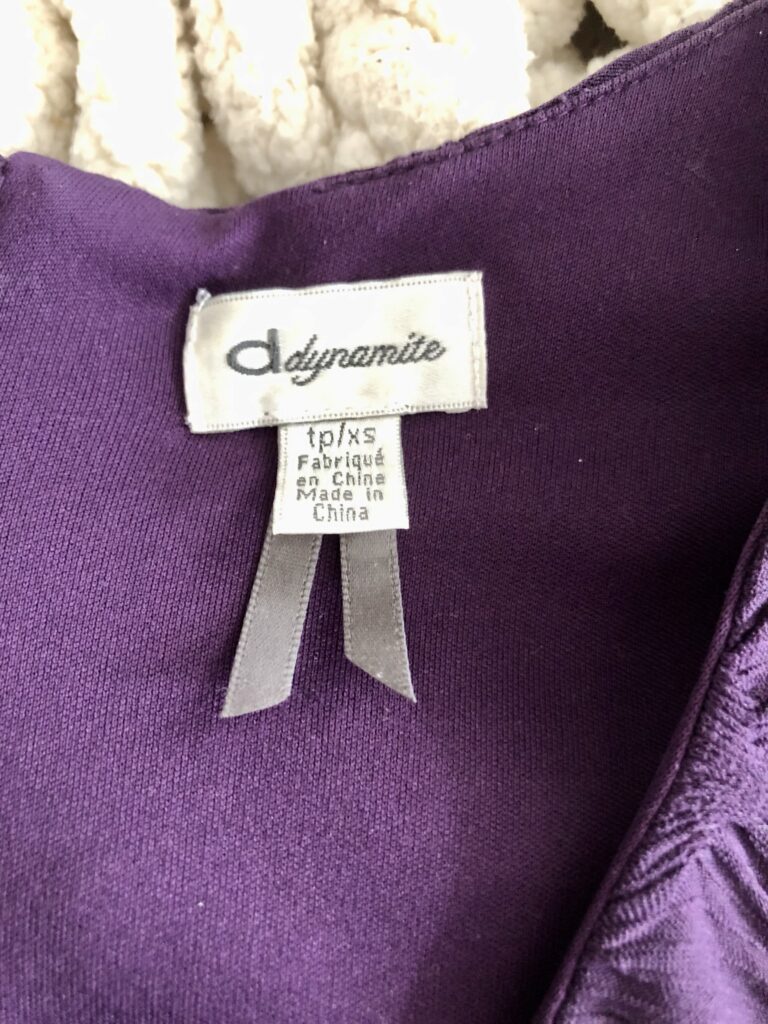 d dynamite
tp/xs
Fabriqué
en Chine
Made in
China